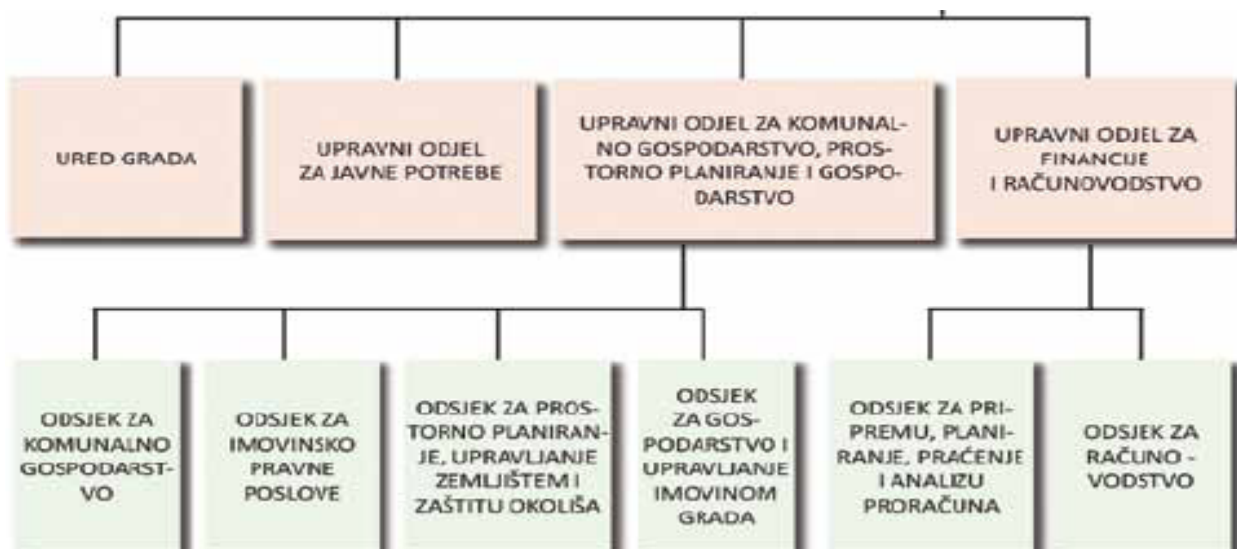 URED GRADA
UPRAVNI ODJEL
ZA JAVNE POTREBE
UPRAVNI ODJEL ZA KOMUNAL-
NO GOSPODARSTVO, PROS-
TORNO PLANIRANJE I GOSPO-
DARSTVO
UPRAVNI ODJEL ZA
FINANCIJE
I RAČUNOVODSTVO
ODSJEK ZA
KOMUNALNO
GOSPODARST-
VO
ODSJEK ZA
IMOVINSKO
PRAVNE
POSLOVE
ODSJEK ZA PROS-
TORNO PLANIRAN-
JE, UPRAVLJANJE
ZEMLJIŠTEM I
ZAŠTITU OKOLIŠA
ODSJEK
ZA GOS-
PODARSTVO I
UPRAVLJANJE
IMOVINOM
GRADA
ODSJEK ZA PRI-
PREMU, PLANI-
RANJE, PRAĆENJE
I ANALIZU
PRORAČUNA
ODSJEK ZA
RAČUNO -
VODSTVO